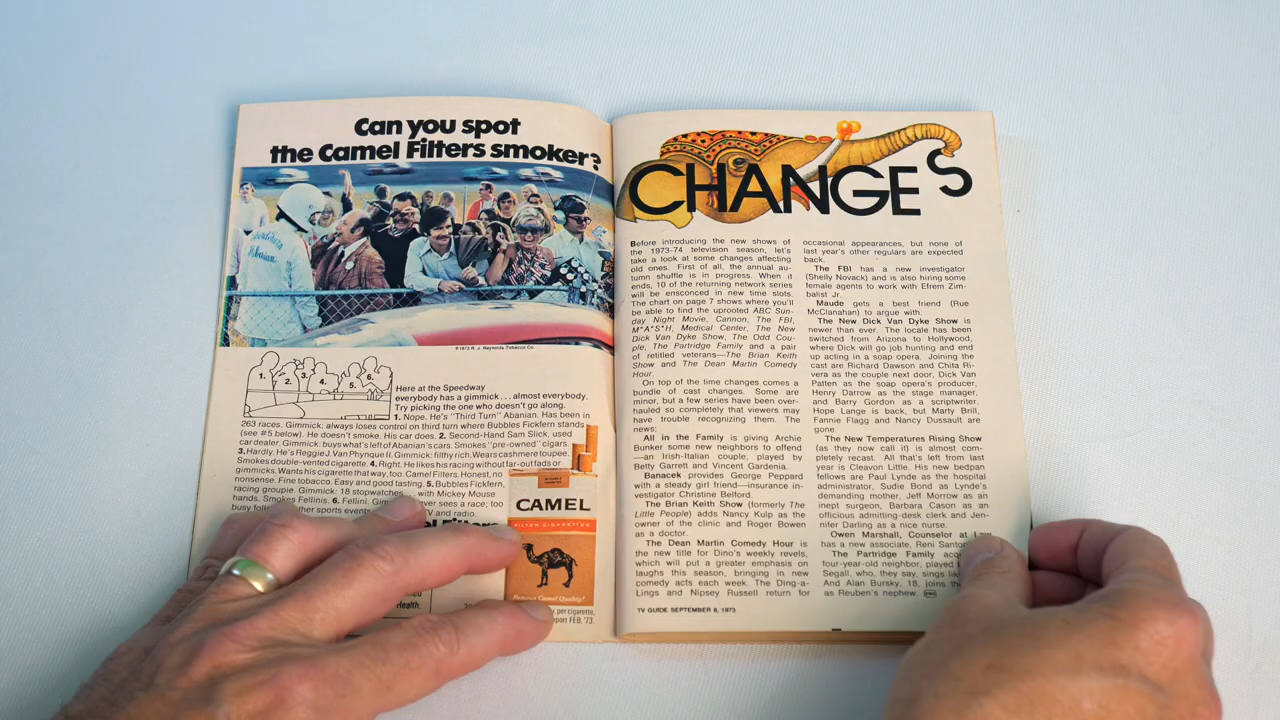 Can you spot
the Camel Filters smoker?
©1973 R. J. Reynolds Tobacco Co.
1.
2.
3.
4.
5.
6.
Here at the Speedway
everybody has a gimmick...almost everybody.
Try picking the one who doesn't go along.
1. Nope. He's "Third Turn" Abanian. Has been in
263 races. Gimmick: always loses control on third turn where Bubbles Fickfern stands
(see #5 below). He doesn't smoke. His car does. 2. Second-Hand Sam Slick, used
car dealer. Gimmick: buys what's left of Abanian's cars. Smokes "pre-owned" cigars.
3. Hardly. He's Reggie J. Van Phynque II. Gimmick: filthy rich. Wears cashmere toupee.
Smokes double-vented cigarette. 4. Right. He likes his racing without far-out fads or
gimmicks. Wants his cigarette that way, too. Camel Filters. Honest, no
nonsense. Fine tobacco. Easy and good tasting. 5. Bubbles Fickfern,
racing groupie. Gimmick: 18 stopwatches with Mickey Mouse
hands. Smokes Fellinis. 6. Fellini. sees a race; too
busy sports events TV and radio.
CAMEL
FILTER CIGARETTES
Famous Camel Quality!
Health.
per cigarette,
FEB. '73.
CHANGES
Before introducing the new shows of
the 1973-74 television season, let's
take a look at some changes affecting
old ones. First of all, the annual au-
tumn shuffle is in progress. When it
ends, 10 of the returning network series
will be ensconced in new time slots.
The chart on page 7 shows where you'll
be able to find the uprooted ABC Sun-
day Night Movie, Cannon, The FBI,
M*A*S*H, Medical Center, The New
Dick Van Dyke Show, The Odd Cou-
ple, The Partridge Family and a pair
of retitled veterans—The Brian Keith
Show and The Dean Martin Comedy
Hour.
On top of the time changes comes a
bundle of cast changes. Some are
minor, but a few series have been over-
hauled so completely that viewers may
have trouble recognizing them. The
news:
All in the Family is giving Archie
Bunker some new neighbors to insult
—an Irish-Italian couple, played by
Betty Garrett and Vincent Gardenia.
Banacek provides George Peppard
with a steady girl friend—insurance in-
vestigator Christine Belford.
The Brian Keith Show (formerly The
Little People) adds Nancy Kulp as the
owner of the clinic and Roger Bowen
as a doctor.
The Dean Martin Comedy Hour is
the new title for Dino's weekly revels,
which will put a greater emphasis on
laughs this season, bringing in new
comedy acts each week. The Ding-a-
Lings and Nipsey Russell return for
occasional appearances, but none of
last year's other regulars are expected
back.
The FBI has a new investigator
(Shelly Novack) and is also hiring some
female agents to work with Efrem Zim-
balist Jr.
Maude gets a best friend (Rue
McClanahan) to argue with.
The New Dick Van Dyke Show is
newer than ever. The locale has been
switched from Arizona to Hollywood,
where Dick will go job hunting and end
up acting in a soap opera. Joining the
cast are Richard Dawson and Chita Ri-
vera as the couple next door, Dick Van
Patten as the soap opera's producer,
Henry Darrow as the stage manager,
and Barry Gordon as a scriptwriter.
Hope Lange is back, but Marty Brill,
Fannie Flagg and Nancy Dussault are
gone.
The New Temperatures Rising Show
(as they now call it) is almost com-
pletely recast. All that's left from last
year is Cleavon Little. His new bedpan
fellows are Paul Lynde as the hospital
administrator, Sudie Bond as Lynde's
demanding mother, Jeff Morrow as an
inept surgeon, Barbara Cason as an
officious admitting-desk clerk and Jen-
nifer Darling as a nice nurse.
Owen Marshall, Counselor at Law
has a new associate, Reni
The Partridge Family
four-year-old neighbor, played
Segall, who, they say, sings
And Alan Bursky, 18, joins
as Reuben's nephew. END
TV GUIDE SEPTEMBER 8, 1973